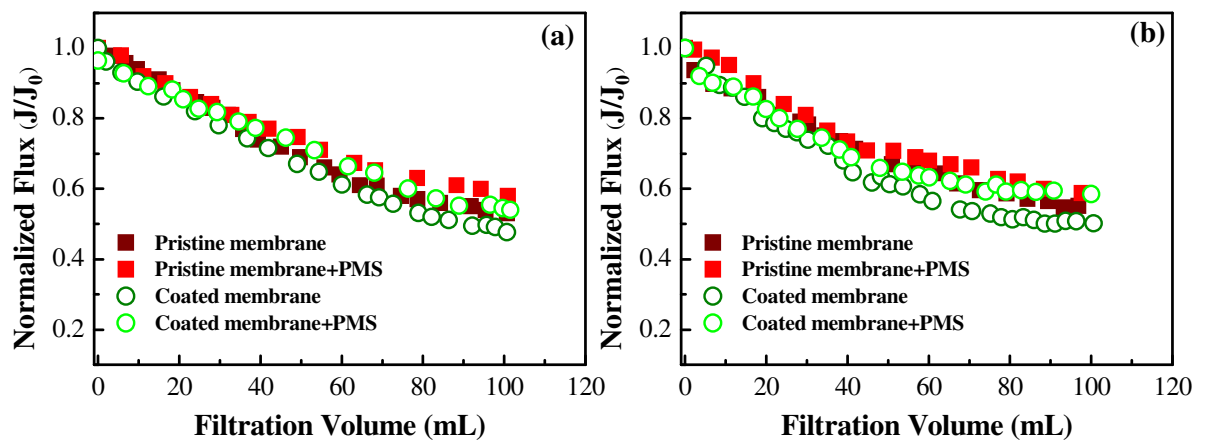 (a)
Normalized Flux (J/J0)
1.0
0.8
0.6
0.4
0.2
Pristine membrane
Pristine membrane+PMS
Coated membrane
Coated membrane+PMS
0 20 40 60 80 100 120
Filtration Volume (mL)
(b)
Normalized Flux (J/J0)
1.0
0.8
0.6
0.4
0.2
Pristine membrane
Pristine membrane+PMS
Coated membrane
Coated membrane+PMS
0 20 40 60 80 100 120
Filtration Volume (mL)